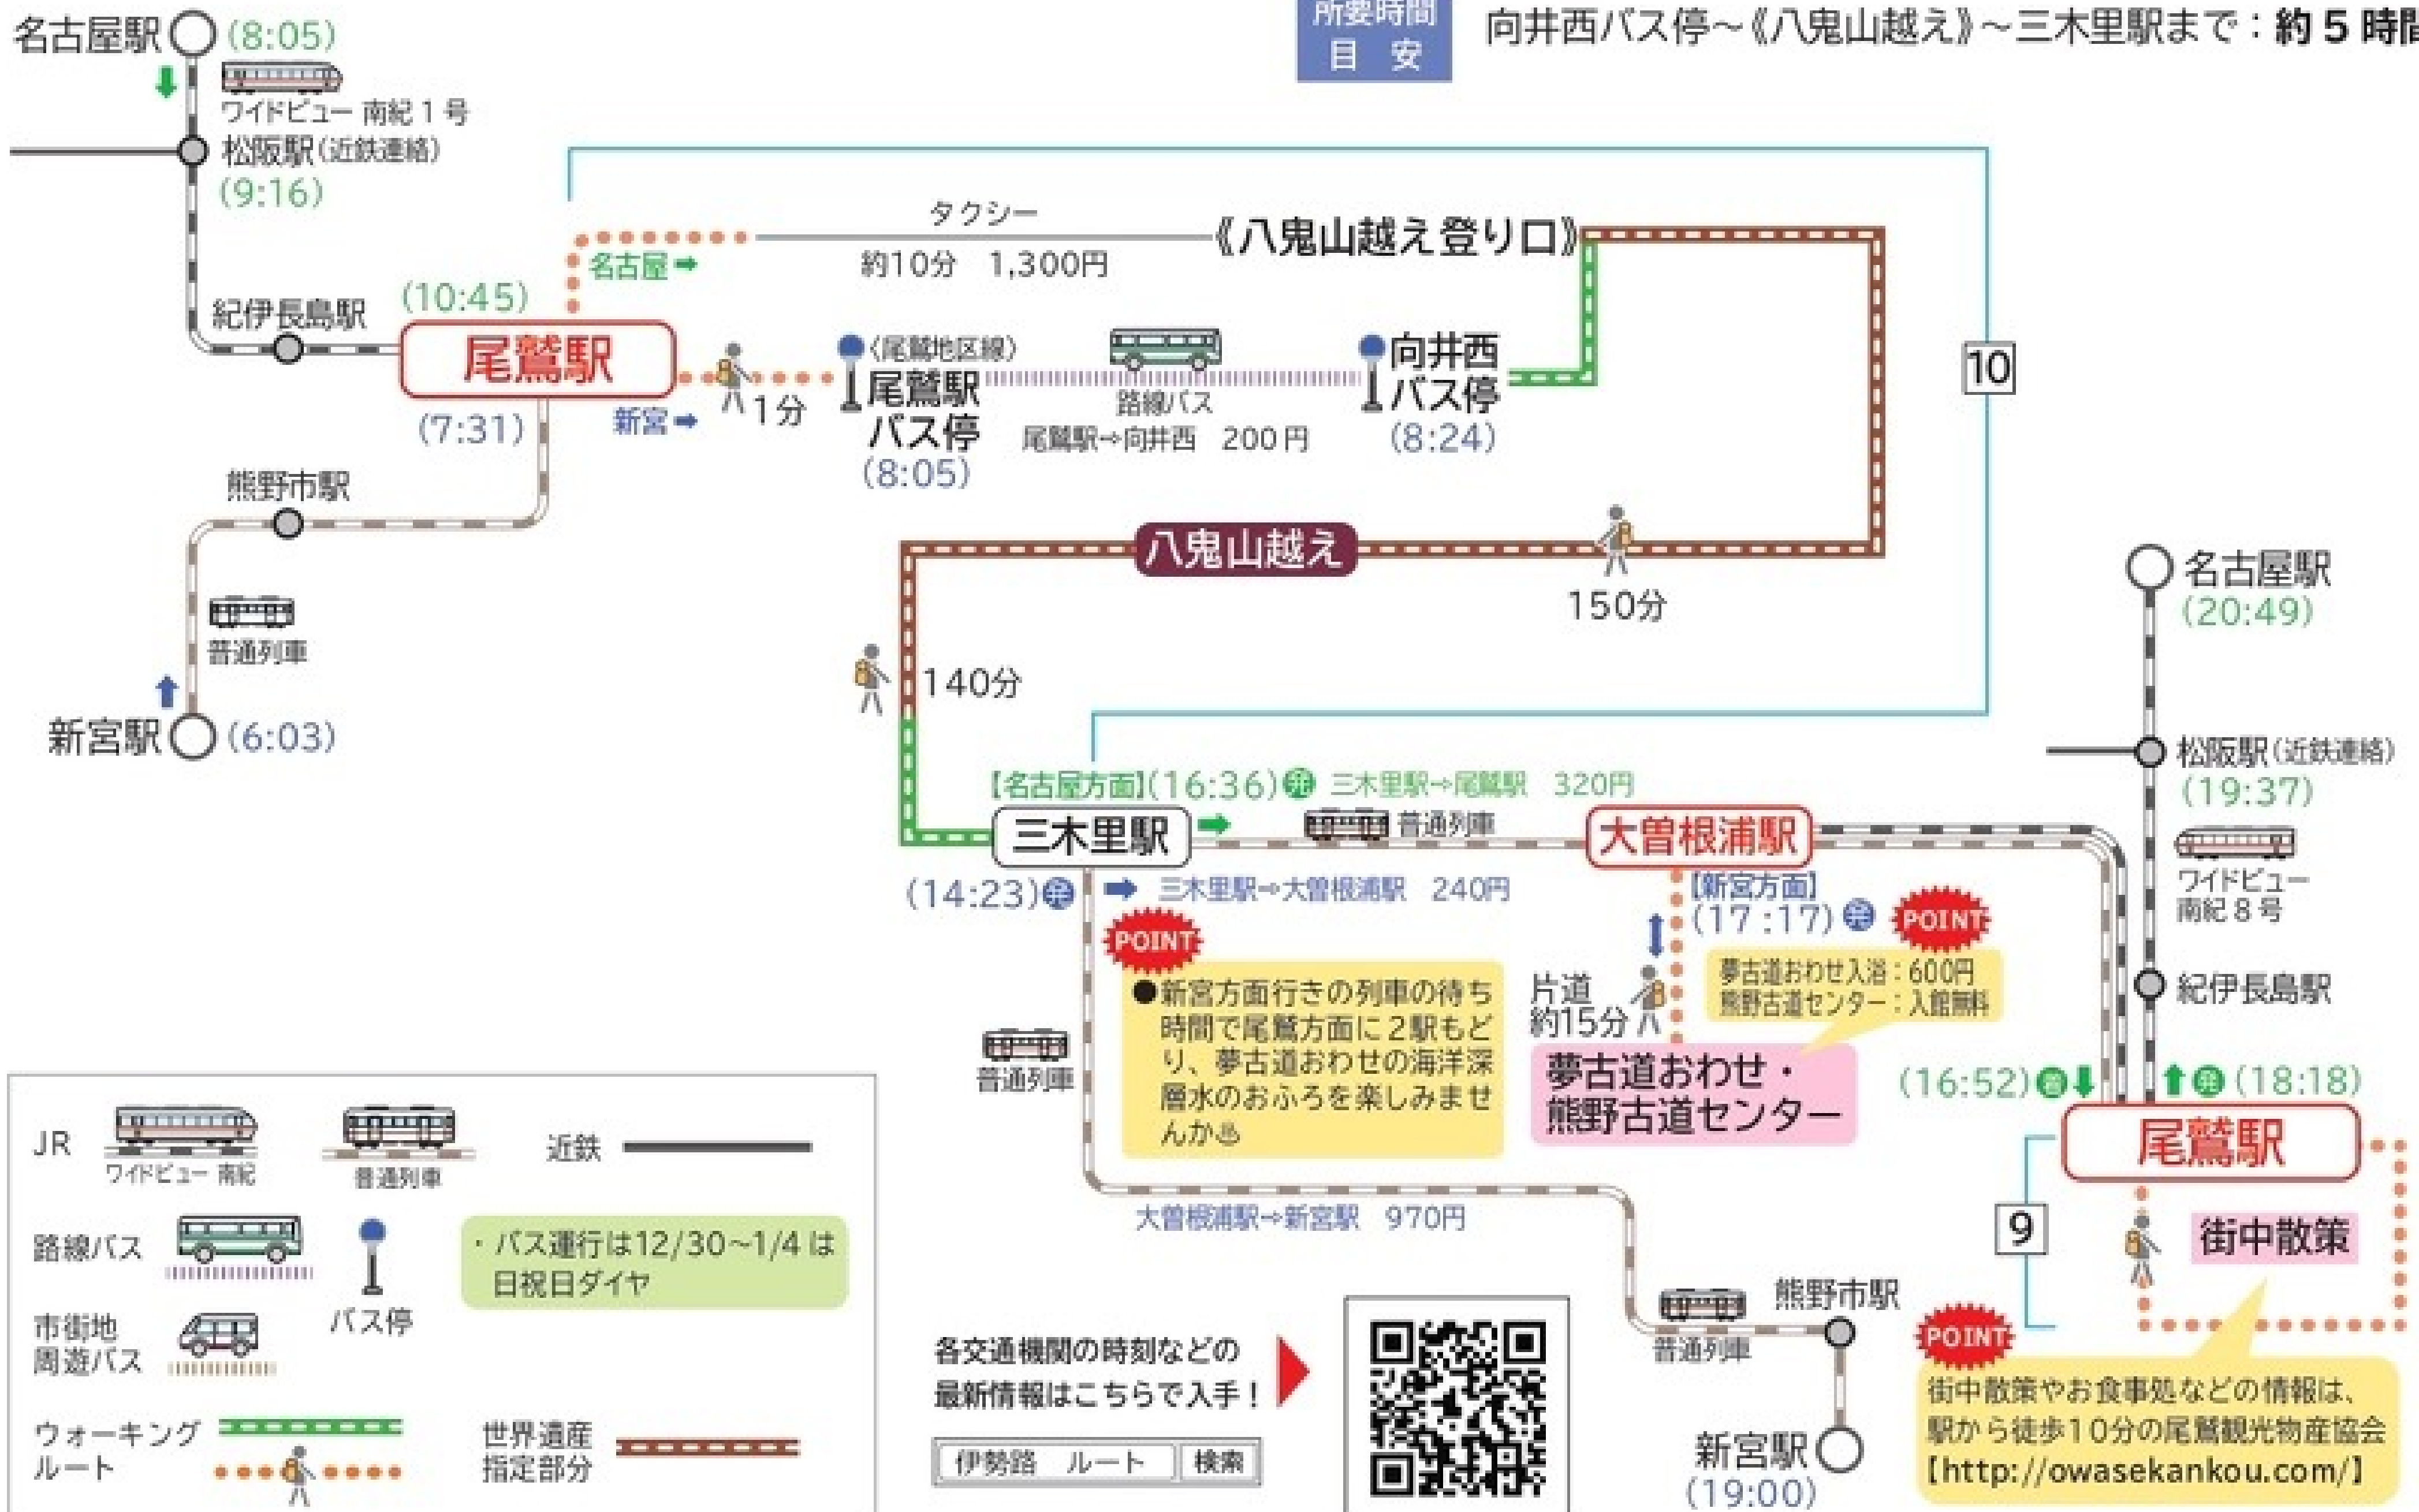 所要時間
目 安
向井西バス停～《八鬼山越え》～三木里駅まで：約 5 時間
名古屋駅 (8:05)
ワイドビュー 南紀 1 号
松阪駅(近鉄連絡)
(9:16)
紀伊長島駅
(10:45)
尾鷲駅
(7:31)
熊野市駅
普通列車
新宮駅 (6:03)
名古屋➡
タクシー
約10分 1,300円
《八鬼山越え登り口》
新宮➡
1分
〈尾鷲地区線〉
尾鷲駅
バス停
(8:05)
路線バス
尾鷲駅⇨向井西 200 円
向井西
バス停
(8:24)
10
八鬼山越え
150分
140分
【名古屋方面】(16:36)発 三木里駅⇨尾鷲駅 320円
三木里駅
普通列車
大曽根浦駅
(14:23)発 ➡ 三木里駅⇨大曽根浦駅 240円
【新宮方面】
(17:17)発
POINT
●新宮方面行きの列車の待ち
時間で尾鷲方面に２駅もど
り、夢古道おわせの海洋深
層水のおふろを楽しみませ
んか♨
POINT
夢古道おわせ入浴：600円
熊野古道センター：入館無料
片道
約15分
夢古道おわせ・
熊野古道センター
普通列車
大曽根浦駅⇨新宮駅 970円
普通列車
熊野市駅
新宮駅
(19:00)
名古屋駅
(20:49)
松阪駅(近鉄連絡)
(19:37)
ワイドビュー
南紀 8 号
紀伊長島駅
(16:52)着
発(18:18)
尾鷲駅
9
街中散策
POINT
街中散策やお食事処などの情報は、
駅から徒歩10分の尾鷲観光物産協会
【http://owasekankou.com/】
JR
ワイドビュー 南紀
普通列車
近鉄
路線バス
バス停
・バス運行は12/30～1/4 は
日祝日ダイヤ
市街地
周遊バス
ウォーキング
ルート
世界遺産
指定部分
各交通機関の時刻などの
最新情報はこちらで入手！
伊勢路 ルート 検索